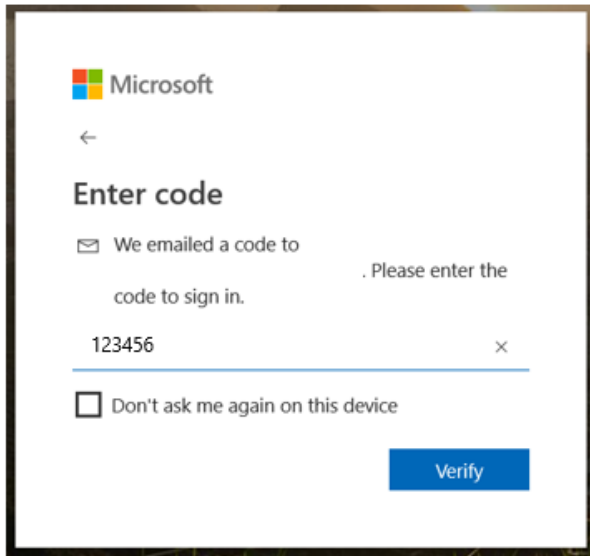 Microsoft
Enter code
We emailed a code to
. Please enter the
code to sign in.
123456
Don't ask me again on this device
Verify